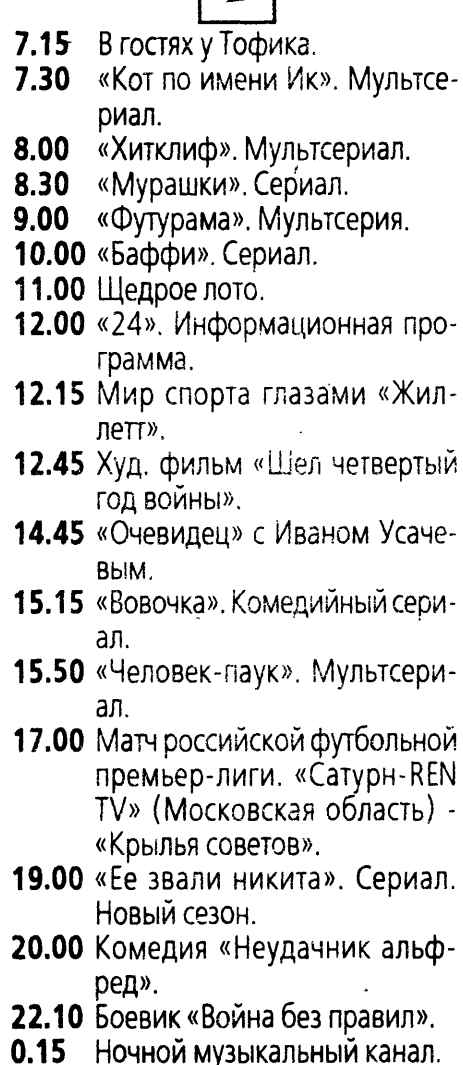 7.15 В гостях у Тофика.
7.30 «Кот по имени Ик». Мультсе-
риал.
8.00 «Хитклиф». Мультсериал.
8.30 «Мурашки». Сериал.
9.00 «Футурама». Мультсерия.
10.00 «Баффи». Сериал.
11.00 Щедрое лото.
12.00 «24». Информационная про-
грамма.
12.15 Мир спорта глазами «Жил-
летт».
12.45 Худ. фильм «Шел четвертый
год войны».
14.45 «Очевидец» с Иваном Усаче-
вым.
15.15 «Вовочка». Комедийный сери-
ал.
15.50 «Человек-паук». Мультсери-
ал.
17.00 Матч российской футбольной
премьер-лиги. «Сатурн-REN
TV» (Московская область) -
«Крылья советов».
19.00 «Ее звали никита». Сериал.
Новый сезон.
20.00 Комедия «Неудачник альф-
ред».
22.10 Боевик «Война без правил».
0.15 Ночной музыкальный канал.